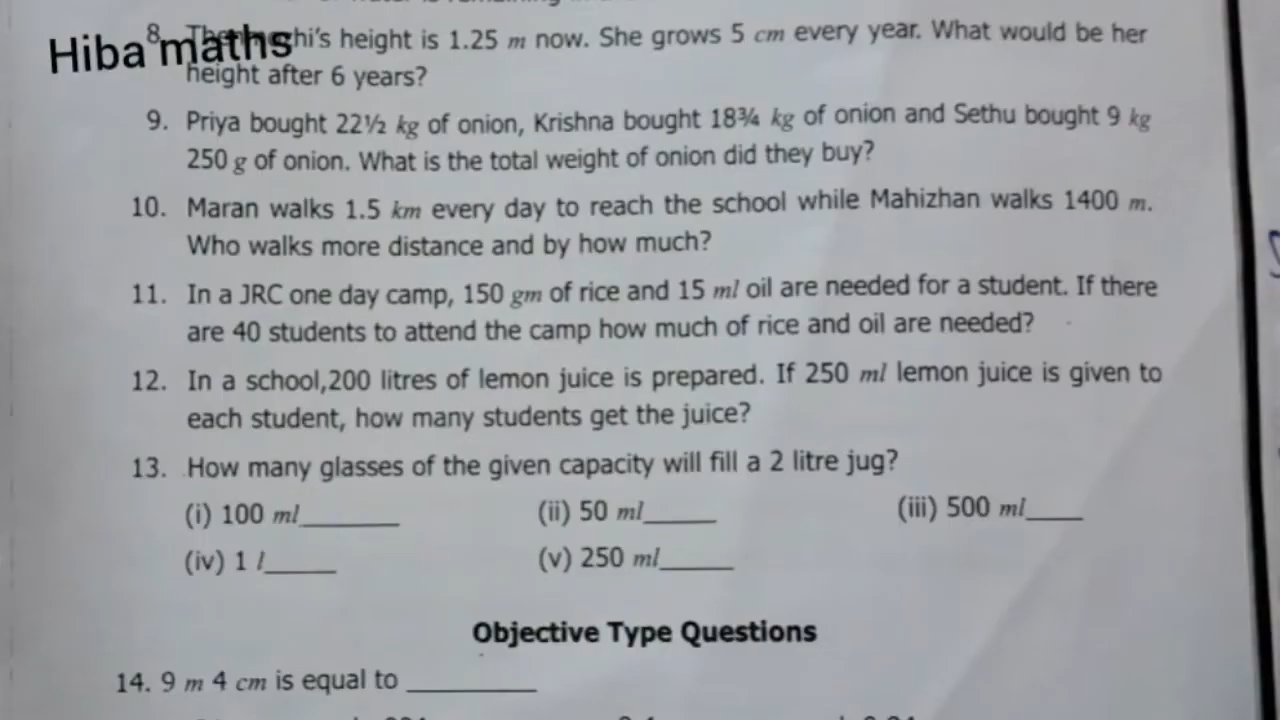 Hiba maths
8. height is 1.25 m now. She grows 5 cm every year. What would be her
height after 6 years?
9. Priya bought 22½ kg of onion, Krishna bought 18¾ kg of onion and Sethu bought 9 kg
250 g of onion. What is the total weight of onion did they buy?
10. Maran walks 1.5 km every day to reach the school while Mahizhan walks 1400 m.
Who walks more distance and by how much?
11. In a JRC one day camp, 150 gm of rice and 15 ml oil are needed for a student. If there
are 40 students to attend the camp how much of rice and oil are needed?
12. In a school,200 litres of lemon juice is prepared. If 250 ml lemon juice is given to
each student, how many students get the juice?
13. How many glasses of the given capacity will fill a 2 litre jug?
(i) 100 ml________ (ii) 50 ml______ (iii) 500 ml____
(iv) 1 l______ (v) 250 ml______
Objective Type Questions
14. 9 m 4 cm is equal to __________